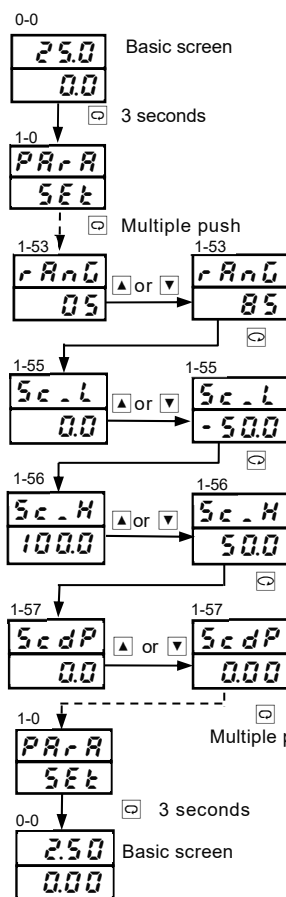 0-0
25.0
Basic screen
0.0
3 seconds
1-0
PArA
SEt
Multiple push
1-53
1-53
rAnG
rAnG
▲ or ▼
05
85
1-55
1-55
Sc_L
Sc_L
▲ or ▼
0.0
-50.0
1-56
1-56
Sc_H
Sc_H
▲ or ▼
100.0
50.0
1-57
1-57
ScdP
ScdP
▲ or ▼
0.0
0.00
1-0
Multiple p
PArA
SEt
3 seconds
0-0
2.50
Basic screen
0.00